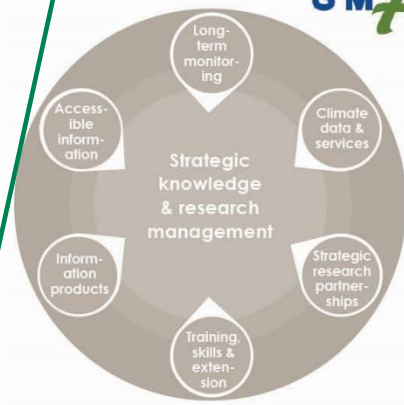 G M
Long-
term
monitor-
ing
Climate
data &
services
Strategic
research
partner-
ships
Training,
skills &
exten-
sion
Inform-
ation
products
Access-
ible
inform-
ation
Strategic
knowledge
& research
management